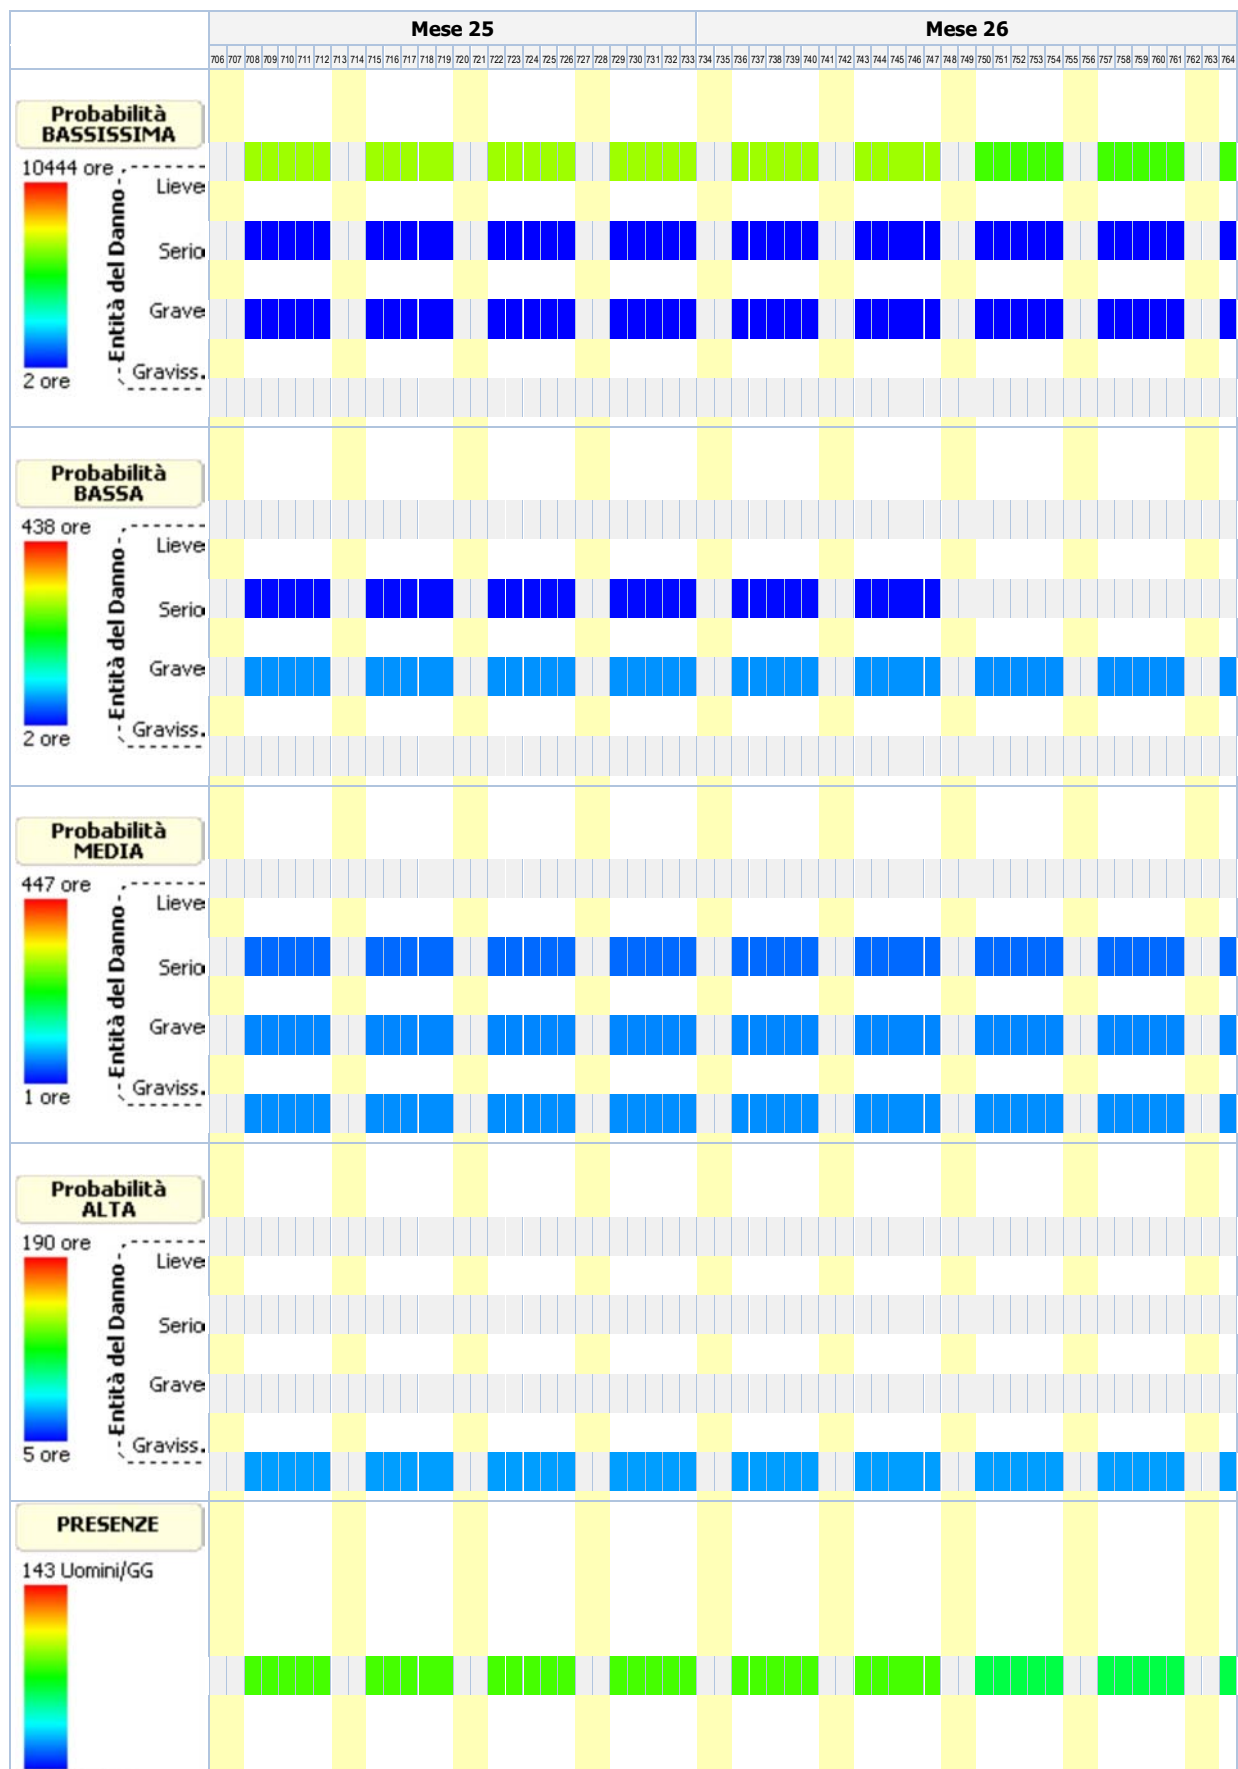 Mese 25 Mese 26
706 707 708 709 710 711 712 713 714 715 716 717 718 719 720 721 722 723 724 725 726 727 728 729 730 731 732 733 734 735 736 737 738 739 740 741 742 743 744 745 746 747 748 749 750 751 752 753 754 755 756 757 758 759 760 761 762 763 764
Probabilità
BASSISSIMA
10444 ore
Entità del Danno
Lieve
Serio
Grave
Graviss.
2 ore
Probabilità
BASSA
438 ore
Entità del Danno
Lieve
Serio
Grave
Graviss.
2 ore
Probabilità
MEDIA
447 ore
Entità del Danno
Lieve
Serio
Grave
Graviss.
1 ore
Probabilità
ALTA
190 ore
Entità del Danno
Lieve
Serio
Grave
Graviss.
5 ore
PRESENZE
143 Uomini/GG